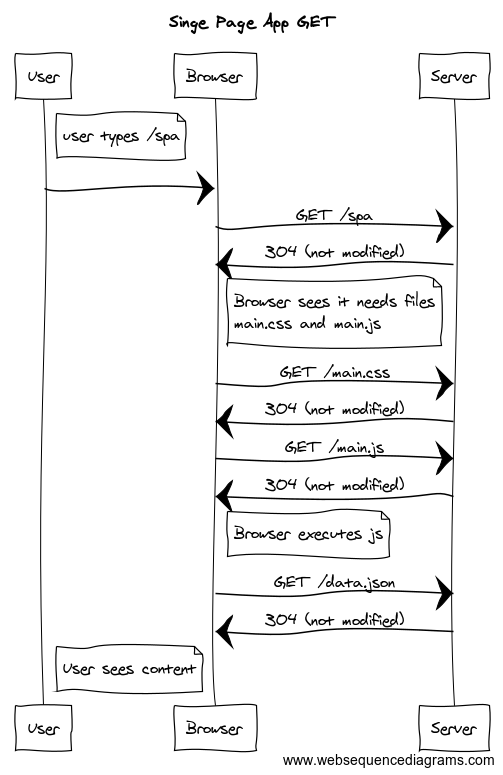 Singe Page App GET
User
Browser
Server
user types /spa
GET /spa
304 (not modified)
Browser sees it needs files
main.css and main.js
GET /main.css
304 (not modified)
GET /main.js
304 (not modified)
Browser executes js
GET /data.json
304 (not modified)
User sees content
User
Browser
Server
www.websequencediagrams.com